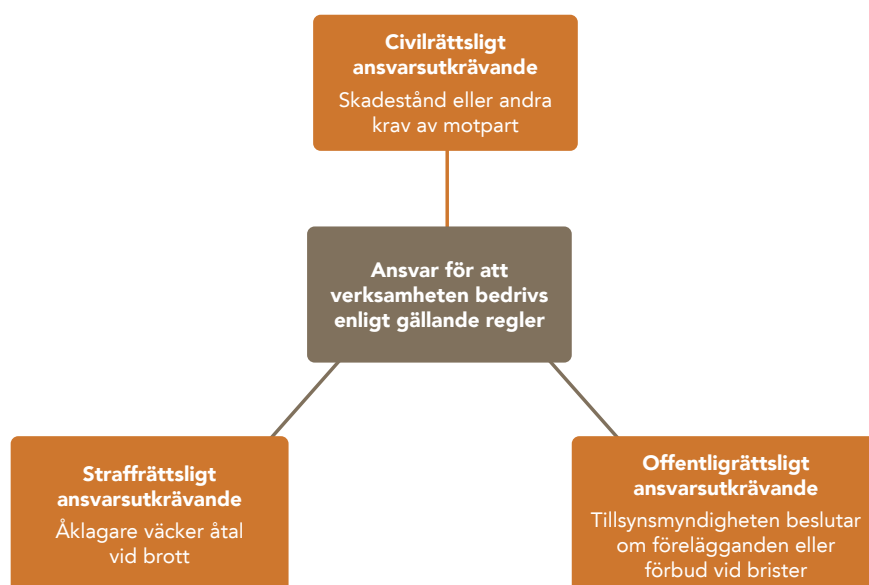 Civilrättsligt
ansvarsutkrävande
Skadestånd eller andra
krav av motpart
Ansvar för att
verksamheten bedrivs
enligt gällande regler
Straffrättsligt
ansvarsutkrävande
Åklagare väcker åtal
vid brott
Offentligrättsligt
ansvarsutkrävande
Tillsynsmyndigheten beslutar
om förelägganden eller
förbud vid brister